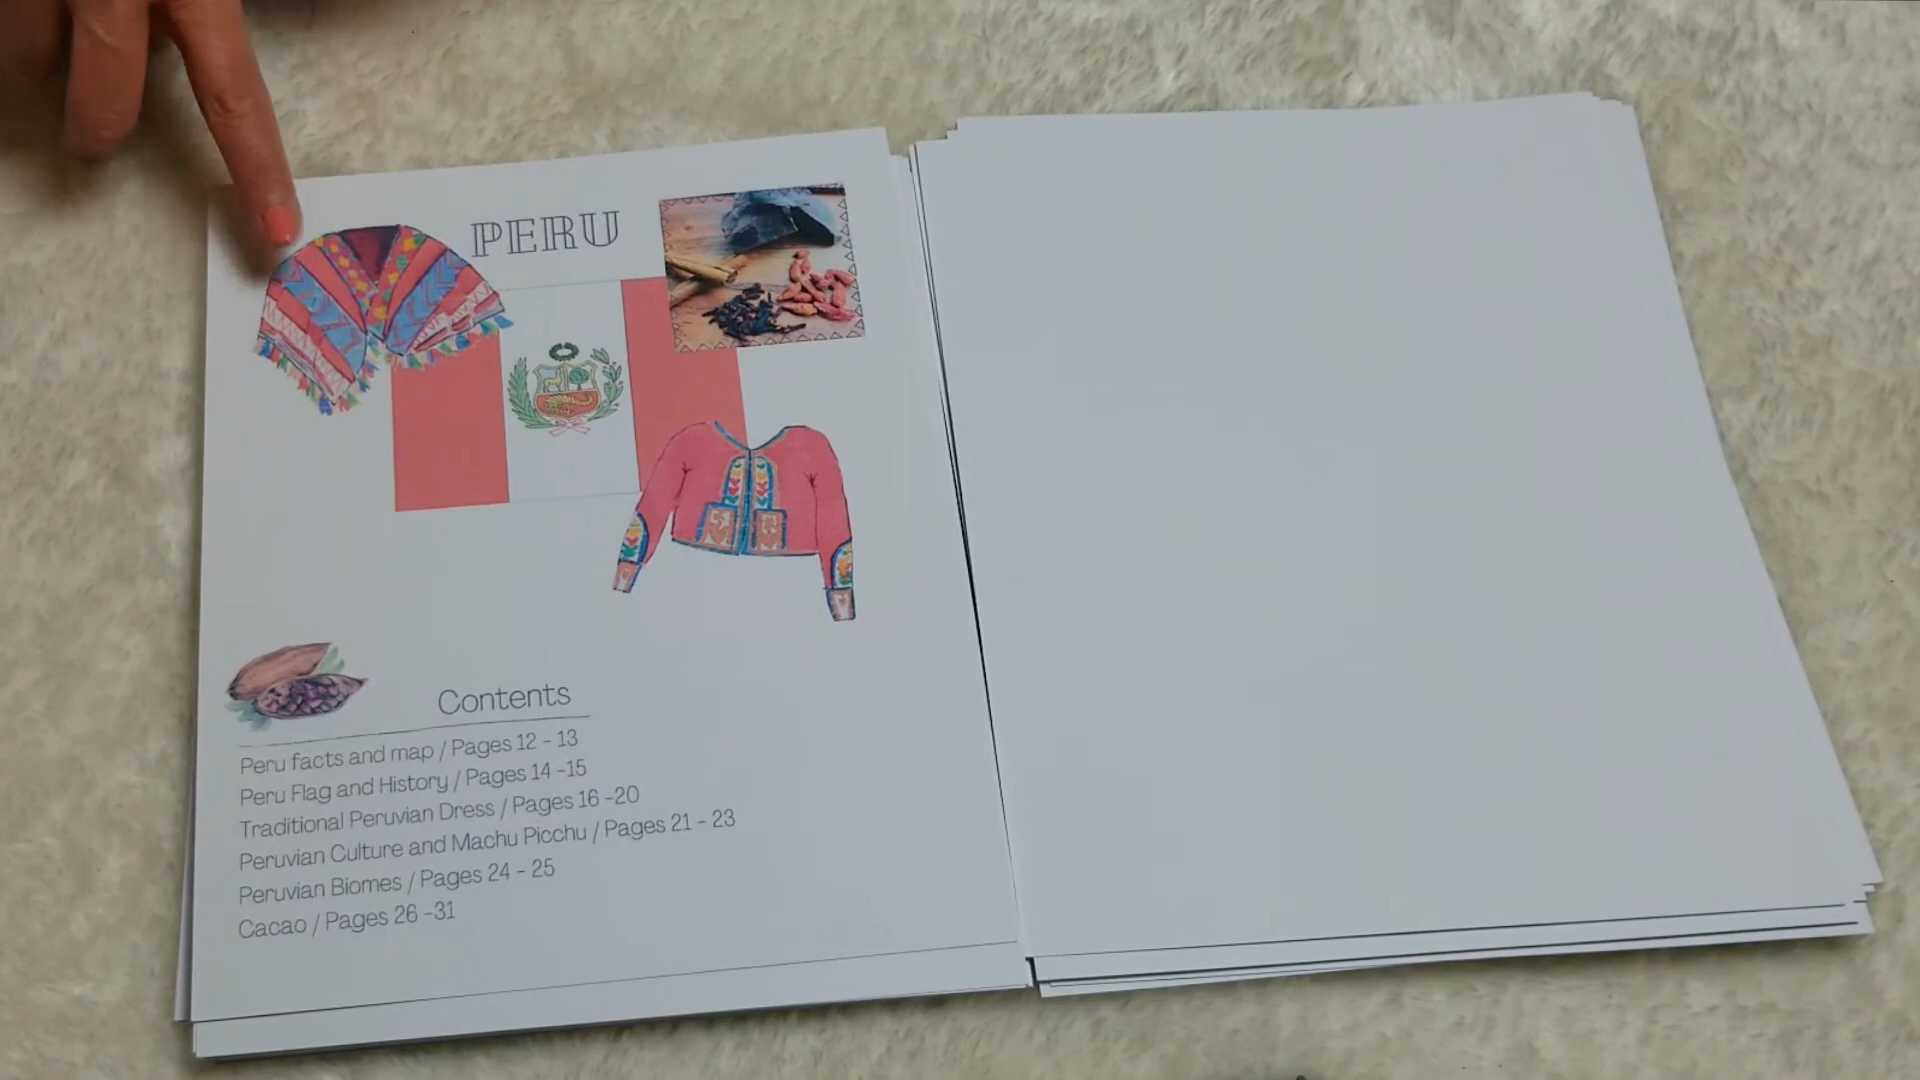 PERU
Contents
Peru facts and map / Pages 12 - 13
Peru Flag and History / Pages 14 -15
Traditional Peruvian Dress / Pages 16 -20
Peruvian Culture and Machu Picchu / Pages 21 - 23
Peruvian Biomes / Pages 24 - 25
Cacao / Pages 26 -31